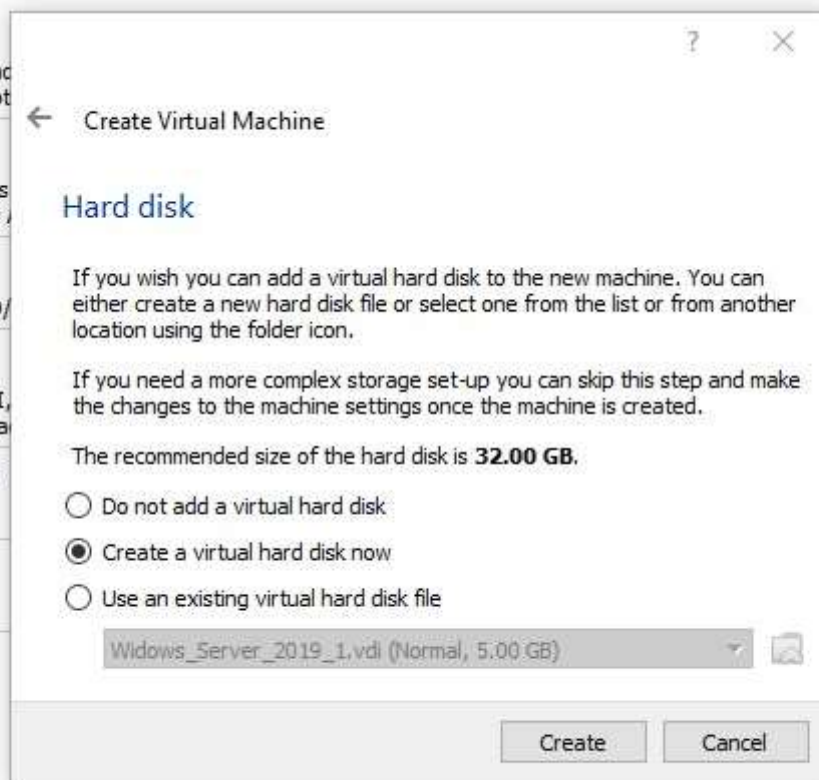 ?
Create Virtual Machine
Hard disk
If you wish you can add a virtual hard disk to the new machine. You can
either create a new hard disk file or select one from the list or from another
location using the folder icon.
If you need a more complex storage set-up you can skip this step and make
the changes to the machine settings once the machine is created.
The recommended size of the hard disk is 32.00 GB.
Do not add a virtual hard disk
Create a virtual hard disk now
Use an existing virtual hard disk file
Widows_Server_2019_1.vdi (Normal, 5.00 GB)
Create Cancel